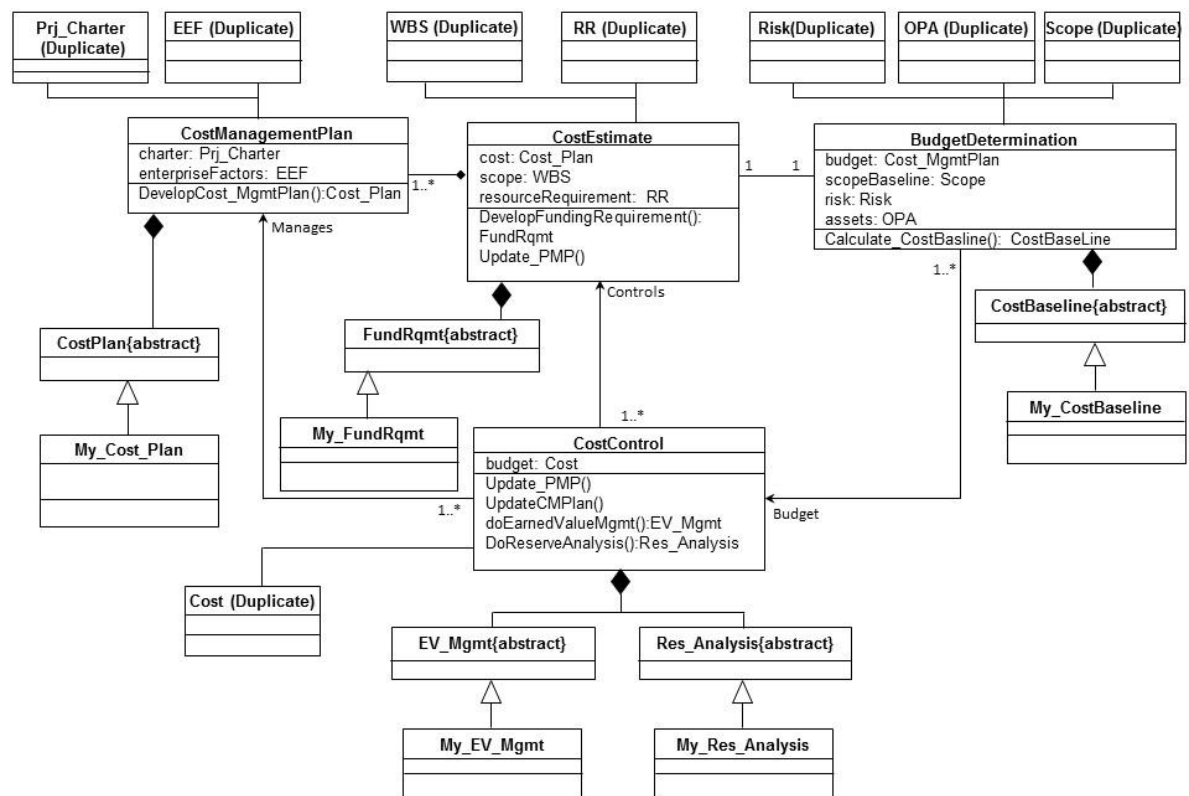 Prj_Charter
(Duplicate)
EEF (Duplicate)
WBS (Duplicate)
RR (Duplicate)
Risk(Duplicate)
OPA (Duplicate)
Scope (Duplicate)
CostManagementPlan
charter: Prj_Charter
enterpriseFactors: EEF
DevelopCost_MgmtPlan():Cost_Plan
1..*
CostEstimate
cost: Cost_Plan
scope: WBS
resourceRequirement: RR
DevelopFundingRequirement():
FundRqmt
Update_PMP()
1
1
BudgetDetermination
budget: Cost_MgmtPlan
scopeBaseline: Scope
risk: Risk
assets: OPA
Calculate_CostBasline(): CostBaseLine
Manages
1..*
Controls
CostBaseline{abstract}
CostPlan{abstract}
FundRqmt{abstract}
My_CostBaseline
My_FundRqmt
My_Cost_Plan
1..*
CostControl
budget: Cost
Update_PMP()
UpdateCMPlan()
doEarnedValueMgmt():EV_Mgmt
DoReserveAnalysis():Res_Analysis
1..*
Budget
Cost (Duplicate)
EV_Mgmt{abstract}
Res_Analysis{abstract}
My_EV_Mgmt
My_Res_Analysis